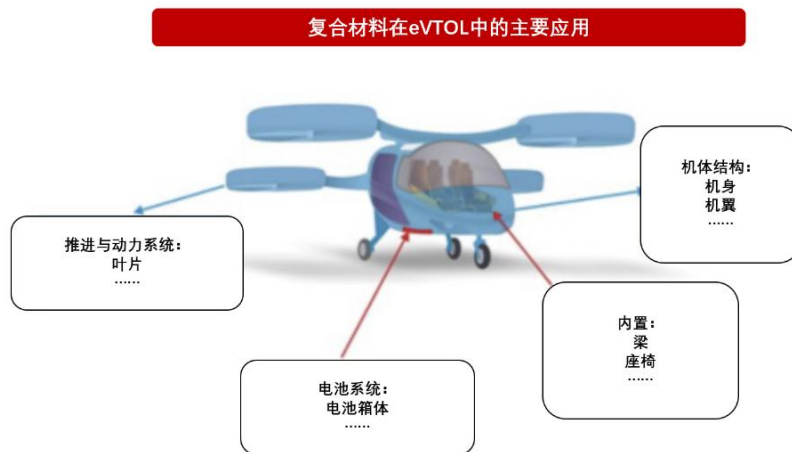 复合材料在eVTOL中的主要应用
机体结构：
机身
机翼
……
推进与动力系统：
叶片
……
内置：
梁
座椅
……
电池系统：
电池箱体
……